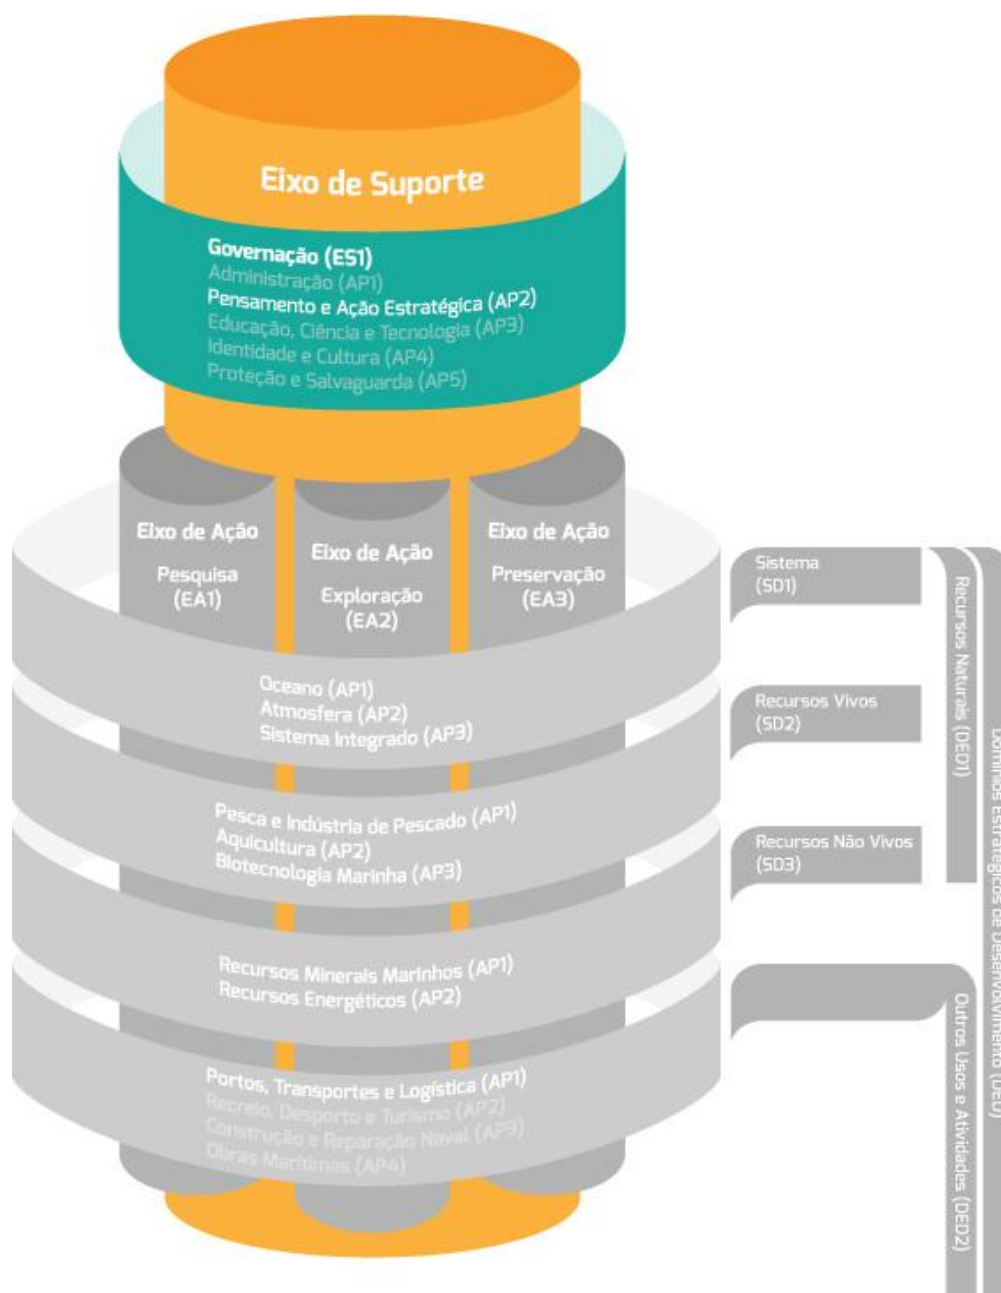 Eixo de Suporte
Governação (ES1)
Administração (AP1)
Pensamento e Ação Estratégica (AP2)
Educação, Ciência e Tecnologia (AP3)
Identidade e Cultura (AP4)
Proteção e Salvaguarda (AP5)
Eixo de Ação
Pesquisa
(EA1)
Eixo de Ação
Exploração
(EA2)
Eixo de Ação
Preservação
(EA3)
Oceano (AP1)
Atmosfera (AP2)
Sistema Integrado (AP3)
Pesca e Indústria de Pescado (AP1)
Aquicultura (AP2)
Biotecnologia Marinha (AP3)
Recursos Minerais Marinhos (AP1)
Recursos Energéticos (AP2)
Portos, Transportes e Logística (AP1)
Recreio, Desporto e Turismo (AP2)
Construção e Reparação Naval (AP3)
Obras Marítimas (AP4)
Sistema
(SD1)
Recursos Vivos
(SD2)
Recursos Não Vivos
(SD3)
Recursos Naturais (DED1)
Outros Usos e Atividades (DED2)
Domínios Estratégicos de Desenvolvimento (DED)